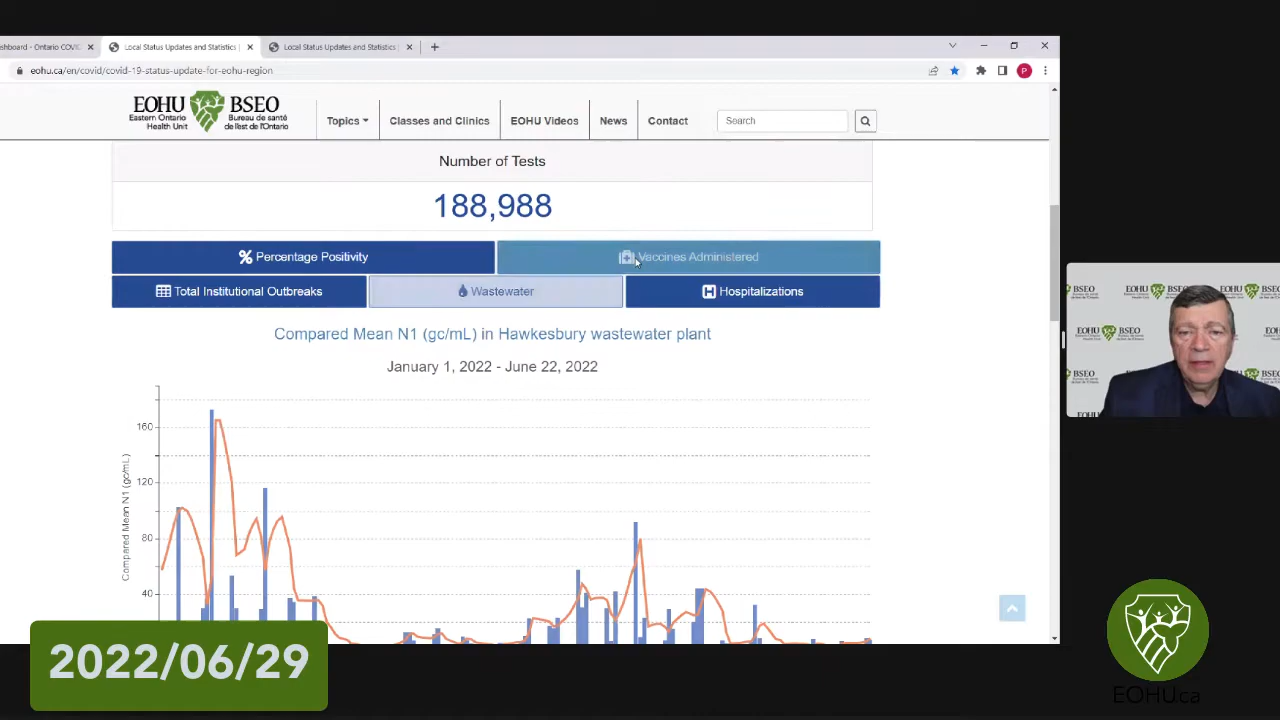 shboard - Ontario COVID
Local Status Updates and Statistics
Local Status Updates and Statistics
eohu.ca/en/covid/covid-19-status-update-for-eohu-region
EOHU
Eastern Ontario
Health Unit
BSEO
Bureau de santé
de l'est de l'Ontario
Topics
Classes and Clinics
EOHU Videos
News
Contact
Search
P
Number of Tests
188,988
Percentage Positivity
Vaccines Administered
Total Institutional Outbreaks
Wastewater
H Hospitalizations
Compared Mean N1 (gc/mL) in Hawkesbury wastewater plant
January 1, 2022 - June 22, 2022
Compared Mean N1 (gc/mL)
160
120
80
40
2022/06/29
EOHU.ca